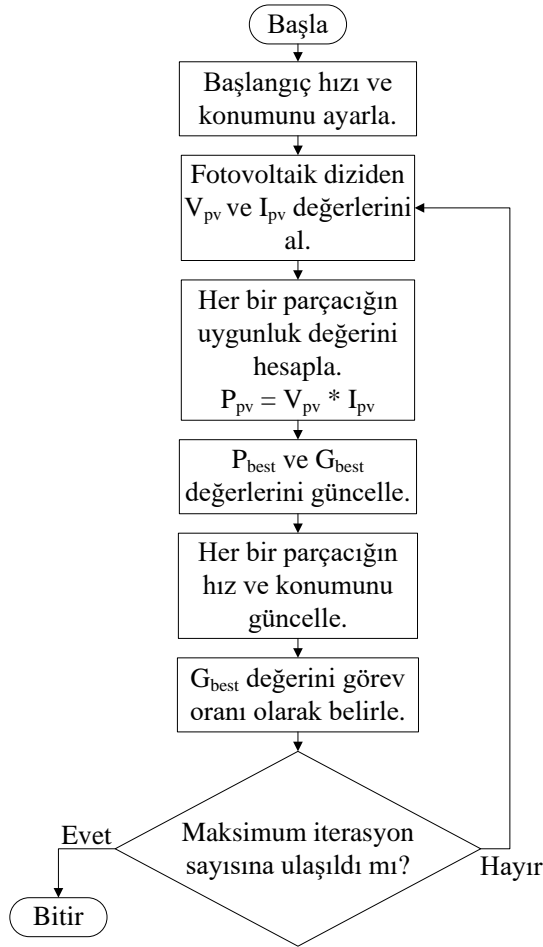 Başla
Başlangıç hızı ve
konumunu ayarla.
Fotovoltaik diziden
Vpv ve Ipv değerlerini
al.
Her bir parçacığın
uygunluk değerini
hesapla.
Ppv = Vpv * Ipv
Pbest ve Gbest
değerlerini güncelle.
Her bir parçacığın
hız ve konumunu
güncelle.
Gbest değerini görev
oranı olarak belirle.
Maksimum iterasyon
sayısına ulaşıldı mı?
Evet
Hayır
Bitir